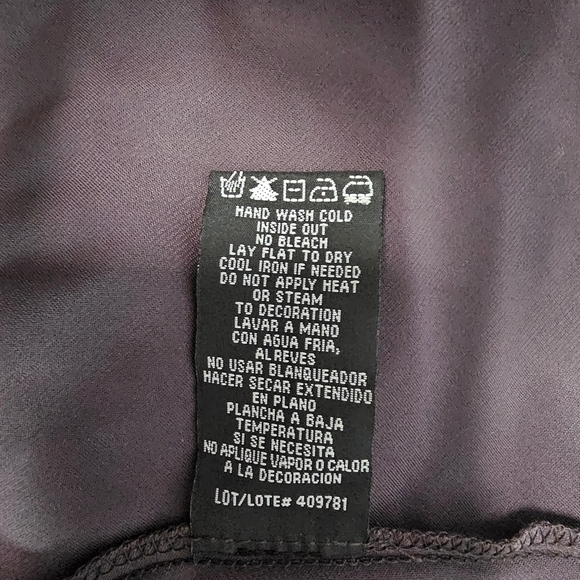 HAND WASH COLD
INSIDE OUT
NO BLEACH
LAY FLAT TO DRY
COOL IRON IF NEEDED
DO NOT APPLY HEAT
OR STEAM
TO DECORATION
LAVAR A MANO
CON AGUA FRIA,
AL REVES
NO USAR BLANQUEADOR
HACER SECAR EXTENDIDO
EN PLANO
PLANCHA A BAJA
TEMPERATURA
SI SE NECESITA
NO APLIQUE VAPOR O CALOR
A LA DECORACION
LOT/LOTE# 409781